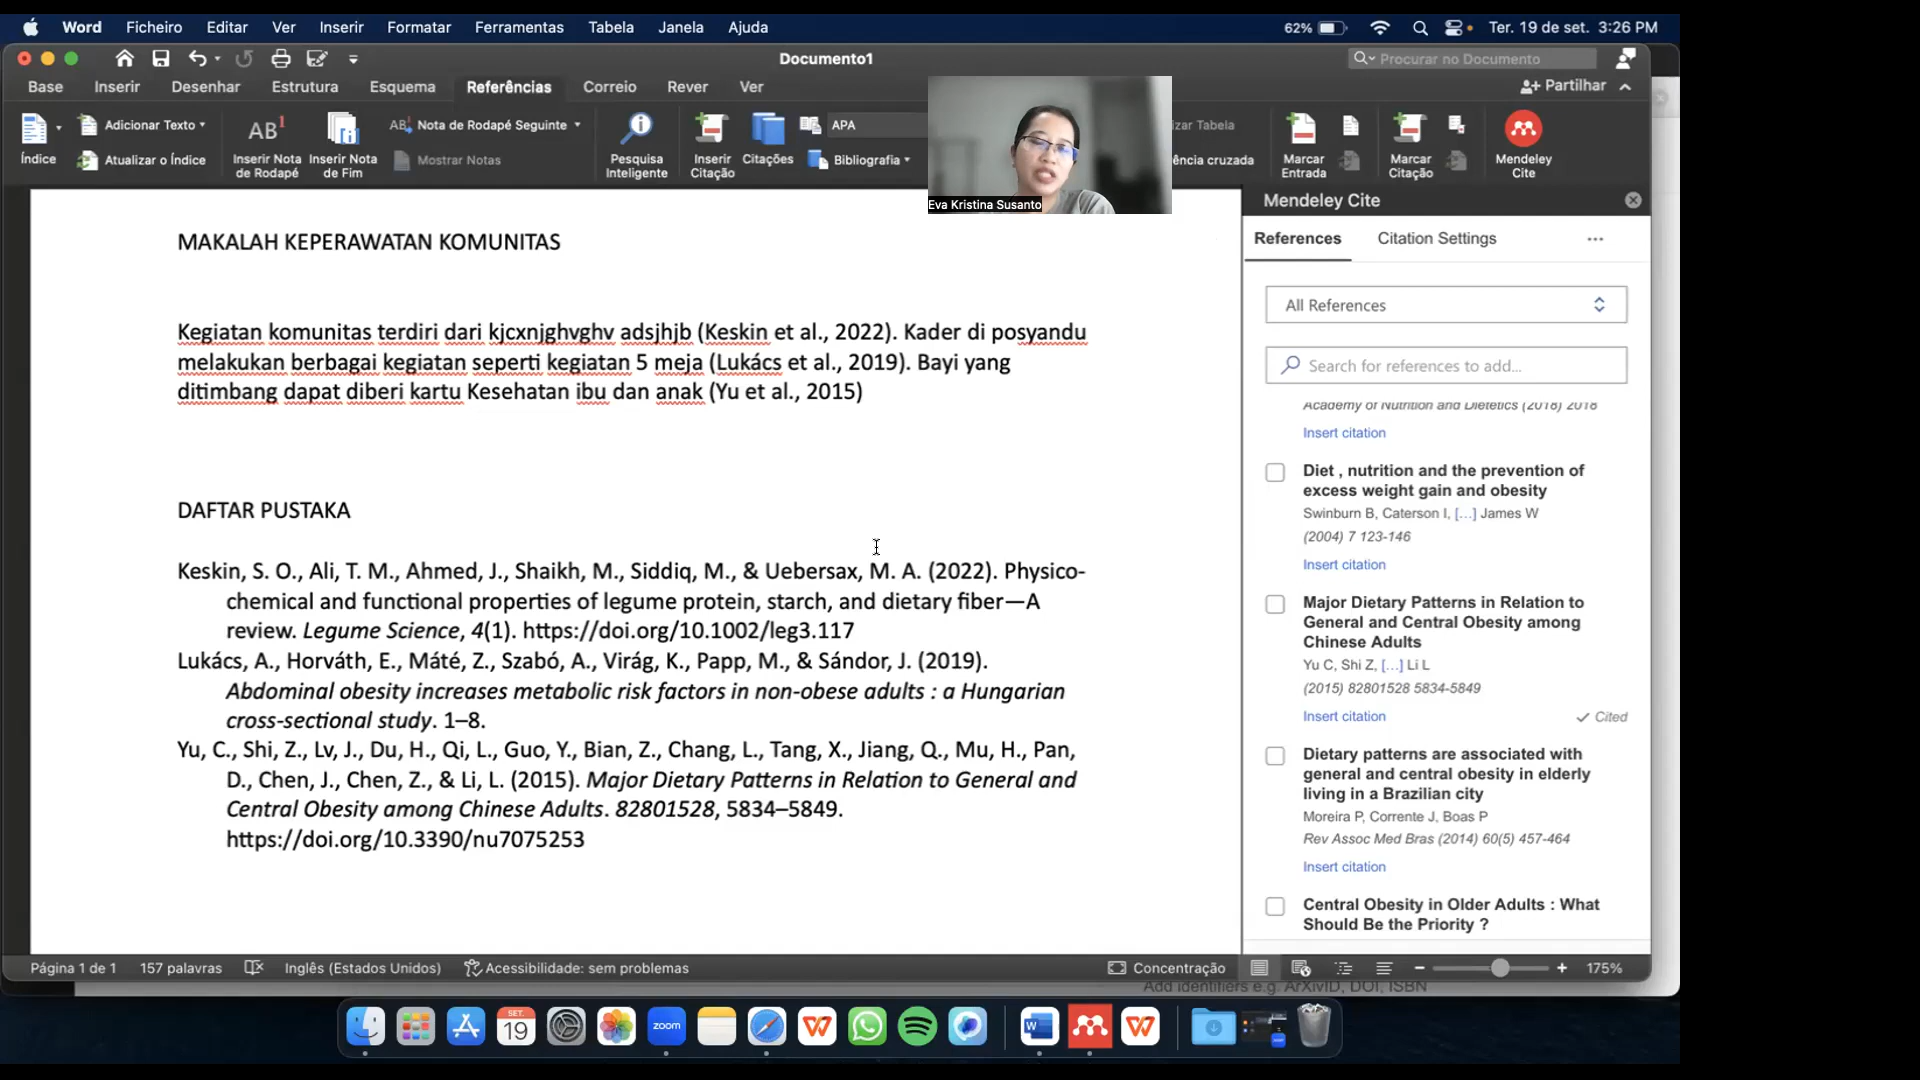 Word Ficheiro Editar Ver Inserir Formatar Ferramentas Tabela Janela Ajuda 62% Ter. 19 de set. 3:26 PM
Documento1
Procurar no Documento
Base Inserir Desenhar Estrutura Esquema Referências Correio Rever Ver
Partilhar
Índice
Adicionar Texto
Atualizar o Índice
AB1
Inserir Nota
de Rodapé
Inserir Nota
de Fim
AB Nota de Rodapé Seguinte
Mostrar Notas
Pesquisa
Inteligente
Inserir
Citação
Citações
APA
Bibliografia
izar Tabela
ência cruzada
Marcar
Entrada
Marcar
Citação
Mendeley
Cite
Eva Kristina Susanto
MAKALAH KEPERAWATAN KOMUNITAS
Kegiatan komunitas terdiri dari kjcxnjghvghv adsjhjb (Keskin et al., 2022). Kader di posyandu
melakukan berbagai kegiatan seperti kegiatan 5 meja (Lukács et al., 2019). Bayi yang
ditimbang dapat diberi kartu Kesehatan ibu dan anak (Yu et al., 2015)
DAFTAR PUSTAKA
Keskin, S. O., Ali, T. M., Ahmed, J., Shaikh, M., Siddiq, M., & Uebersax, M. A. (2022). Physico-
chemical and functional properties of legume protein, starch, and dietary fiber—A
review. Legume Science, 4(1). https://doi.org/10.1002/leg3.117
Lukács, A., Horváth, E., Máté, Z., Szabó, A., Virág, K., Papp, M., & Sándor, J. (2019).
Abdominal obesity increases metabolic risk factors in non-obese adults : a Hungarian
cross-sectional study. 1–8.
Yu, C., Shi, Z., Lv, J., Du, H., Qi, L., Guo, Y., Bian, Z., Chang, L., Tang, X., Jiang, Q., Mu, H., Pan,
D., Chen, J., Chen, Z., & Li, L. (2015). Major Dietary Patterns in Relation to General and
Central Obesity among Chinese Adults. 82801528, 5834–5849.
https://doi.org/10.3390/nu7075253
Mendeley Cite
References Citation Settings
All References
Search for references to add...
Academy of Nutrition and Dietetics (2018) 2018
Insert citation
Diet , nutrition and the prevention of
excess weight gain and obesity
Swinburn B, Caterson I, [...] James W
(2004) 7 123-146
Insert citation
Major Dietary Patterns in Relation to
General and Central Obesity among
Chinese Adults
Yu C, Shi Z, [...] Li L
(2015) 82801528 5834-5849
Insert citation Cited
Dietary patterns are associated with
general and central obesity in elderly
living in a Brazilian city
Moreira P, Corrente J, Boas P
Rev Assoc Med Bras (2014) 60(5) 457-464
Insert citation
Central Obesity in Older Adults : What
Should Be the Priority ?
Página 1 de 1 157 palavras Inglês (Estados Unidos) Acessibilidade: sem problemas Concentração 175%
Add identifiers e.g. ArXivID, DOI, ISBN
SET.
19
zoom
W